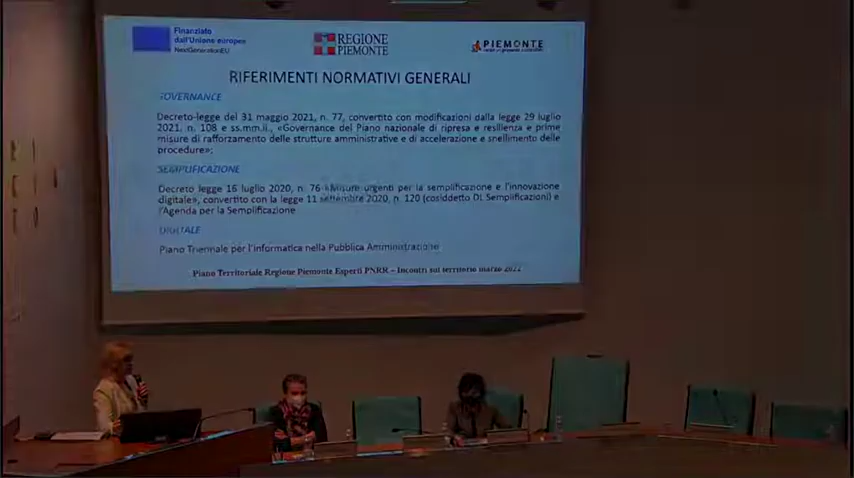 Finanziato
dall'Unione europea
NextGenerationEU
REGIONE
PIEMONTE
PIEMONTE
RIFERIMENTI NORMATIVI GENERALI
GOVERNANCE
Decreto-legge del 31 maggio 2021, n. 77, convertito con modificazioni dalla legge 29 luglio
2021, n. 108 e ss.mm.ii., «Governance del Piano nazionale di ripresa e resilienza e prime
misure di rafforzamento delle strutture amministrative e di accelerazione e snellimento delle
procedure»;
SEMPLIFICAZIONE
Decreto legge 16 luglio 2020, n. 76 «Misure urgenti per la semplificazione e l'innovazione
digitale», convertito con la legge 11 settembre 2020, n. 120 (cosiddetto DL Semplificazioni) e
l'Agenda per la Semplificazione
DIGITALE
Piano Triennale per l'informatica nella Pubblica Amministrazione
Piano Territoriale Regione Piemonte Esperti PNRR – Incontri sul territorio marzo 2022